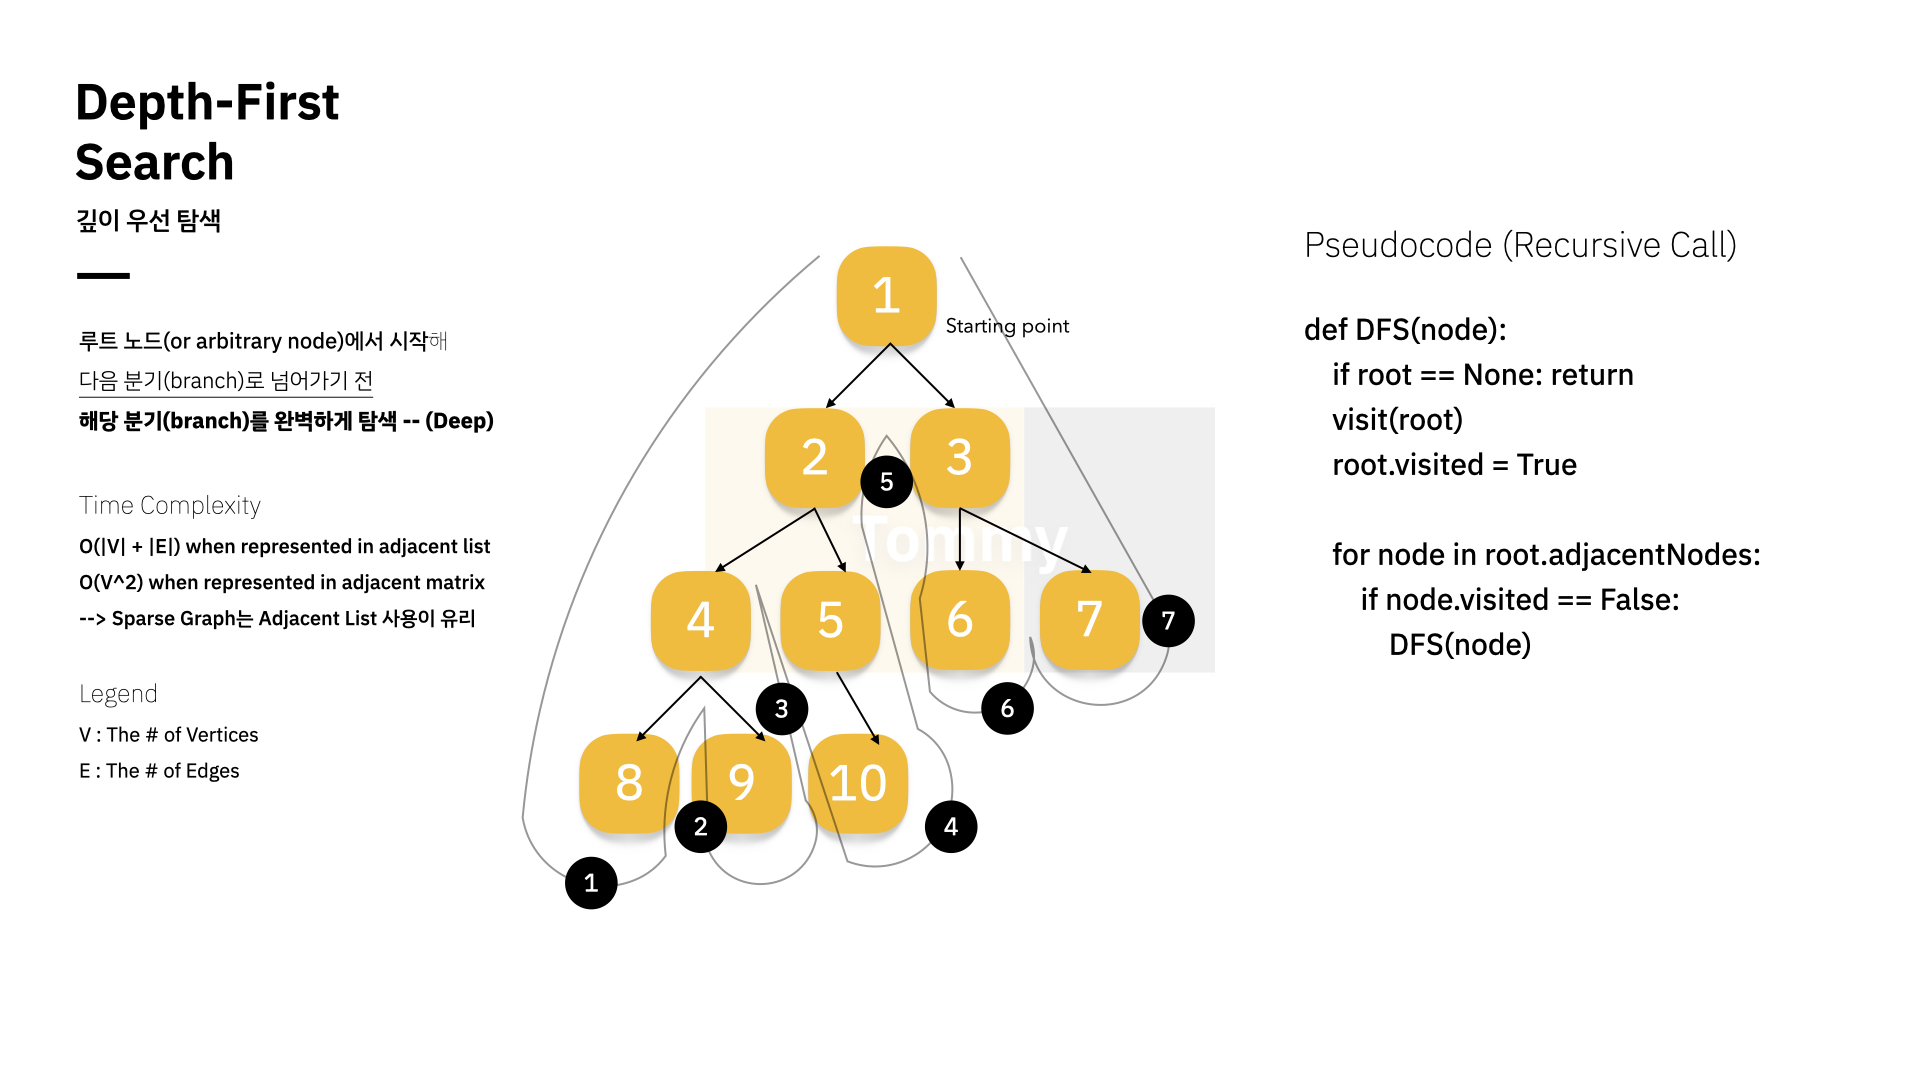 Depth-First
Search
깊이 우선 탐색
루트 노드(or arbitrary node)에서 시작해
다음 분기(branch)로 넘어가기 전
해당 분기(branch)를 완벽하게 탐색 -- (Deep)
Time Complexity
O(|V| + |E|) when represented in adjacent list
O(V^2) when represented in adjacent matrix
--> Sparse Graph는 Adjacent List 사용이 유리
Legend
V : The # of Vertices
E : The # of Edges
1
Starting point
2
5
3
Tommy
4
5
6
7
7
3
6
8
9
10
2
4
1
Pseudocode (Recursive Call)
def DFS(node):
if root == None: return
visit(root)
root.visited = True
for node in root.adjacentNodes:
if node.visited == False:
DFS(node)